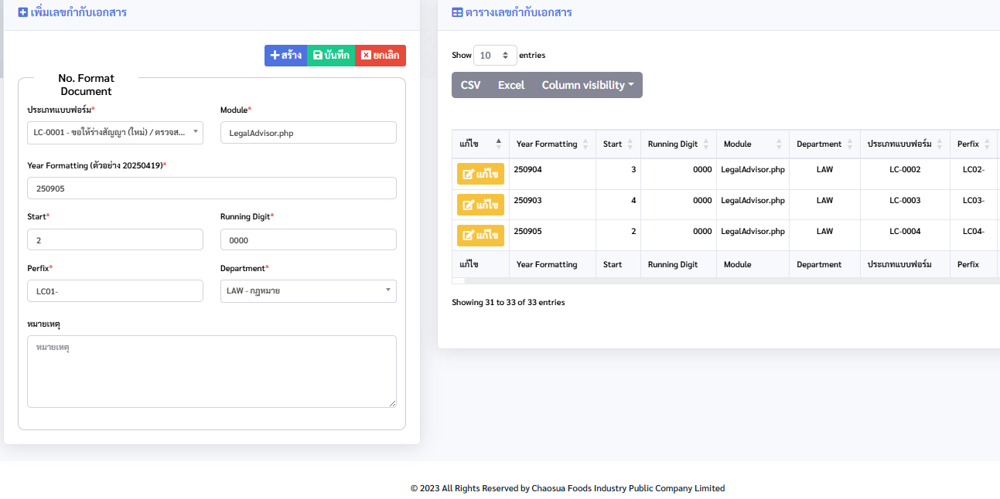 เพิ่มเลขกำกับเอกสาร
สร้าง บันทึก ยกเลิก
No. Format
Document
ประเภทแบบฟอร์ม* Module*
LC-0001 - ขอให้ร่างสัญญา (ใหม่) / ตรวจส... LegalAdvisor.php
Year Formatting (ตัวอย่าง 20250419)*
250905
Start* Running Digit*
2 0000
Perfix* Department*
LC01- LAW - กฎหมาย
หมายเหตุ
หมายเหตุ
ตารางเลขกำกับเอกสาร
Show 10 entries
CSV Excel Column visibility
แก้ไข Year Formatting Start Running Digit Module Department ประเภทแบบฟอร์ม Perfix
แก้ไข 250904 3 0000 LegalAdvisor.php LAW LC-0002 LC02-
แก้ไข 250903 4 0000 LegalAdvisor.php LAW LC-0003 LC03-
แก้ไข 250905 2 0000 LegalAdvisor.php LAW LC-0004 LC04-
แก้ไข Year Formatting Start Running Digit Module Department ประเภทแบบฟอร์ม Perfix
Showing 31 to 33 of 33 entries
© 2023 All Rights Reserved by Chaosua Foods Industry Public Company Limited